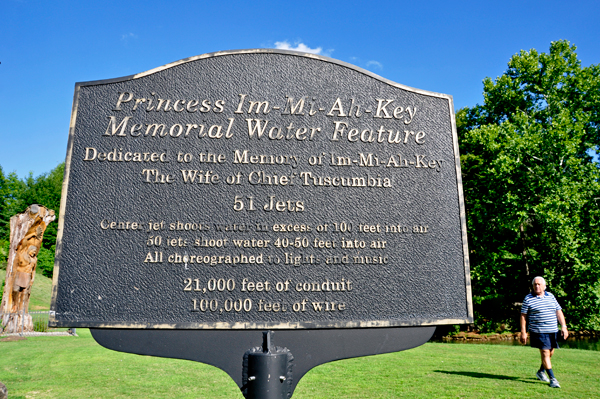 Princess Im-Mi-Ah-Key
Memorial Water Feature
Dedicated to the Memory of Im-Mi-Ah-Key
The Wife of Chief Tuscumbia
51 Jets
Center jet shoots water in excess of 100 feet into air
50 jets shoot water 40-50 feet into air
All choreographed to lights and music
21,000 feet of conduit
100,000 feet of wire